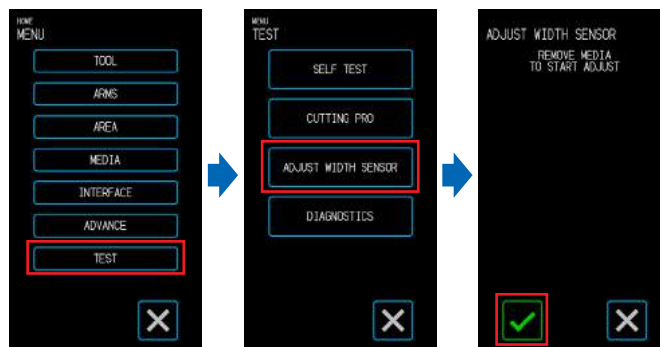 HOME
MENU
TOOL
ARMS
AREA
MEDIA
INTERFACE
ADVANCE
TEST
MENU
TEST
SELF TEST
CUTTING PRO
ADJUST WIDTH SENSOR
DIAGNOSTICS
ADJUST WIDTH SENSOR
REMOVE MEDIA
TO START ADJUST